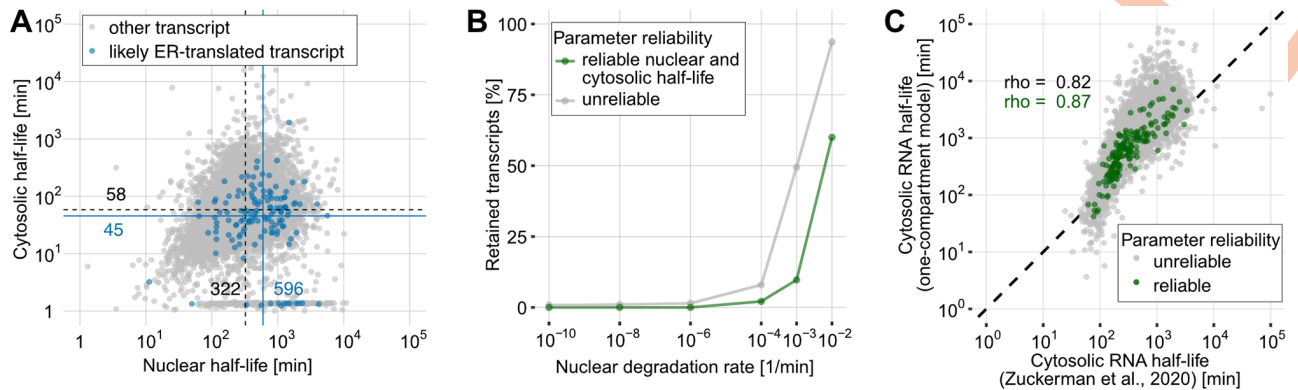 A
other transcript
likely ER-translated transcript
Cytosolic half-life [min]
10^5
10^4
10^3
10^2
10^1
1
58
45
322
596
1
10^1
10^2
10^3
10^4
10^5
Nuclear half-life [min]
B
Retained transcripts [%]
100
75
50
25
0
Parameter reliability
reliable nuclear and
cytosolic half-life
unreliable
10^−10
10^−8
10^−6
10^−4
10^−3
10^−2
Nuclear degradation rate [1/min]
C
Cytosolic RNA half-life
(one-compartment model) [min]
10^5
10^4
10^3
10^2
10^1
10^0
rho = 0.82
rho = 0.87
Parameter reliability
unreliable
reliable
10^0
10^1
10^2
10^3
10^4
10^5
Cytosolic RNA half-life
(Zuckerman et al., 2020) [min]